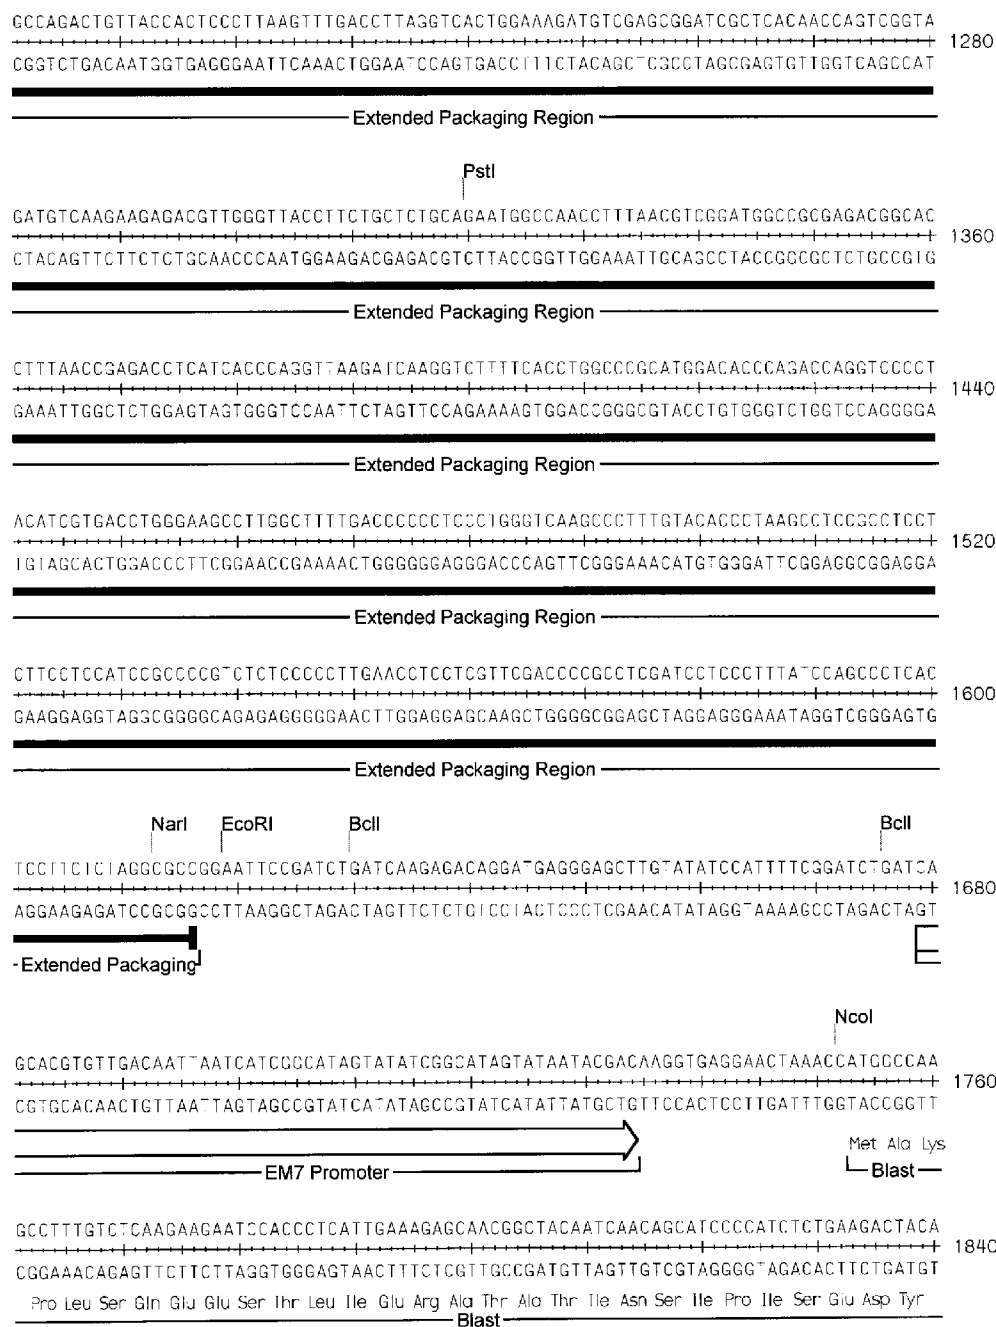 GCCAGACTGTTACCACTCCCTTAAGTTTGACCTTAGGTCACTGGAAAGATGTCGAGCGGATCGCTCACAACCAGTCGGTA
1280
CGGTCTGACAATGGTGAGGGAATTCAAACTGGAATCCAGTGACCTTTCTACAGCTCGCCTAGCGAGTGTTGGTCAGCCAT
Extended Packaging Region
PstI
GATGTCAAGAAGAGACGTTGGGTTACCTTCTGCTCTGCAGAATGGCCAACCTTTAACGTCGGATGGCCGCGAGACGGCAC
1360
CTACAGTTCTTCTCTGCAACCCAATGGAAGACGAGACGTCTTACCGGTTGGAAATTGCAGCCTACCGGCGCTCTGCCGTG
Extended Packaging Region
CTTTAACCGAGACCTCATCACCCAGGTTAAGATCAAGGTCTTTTCACCTGGCCCGCATGGACACCCAGACCAGGTCCCCT
1440
GAAATTGGCTCTGGAGTAGTGGGTCCAATTCTAGTTCCAGAAAAGTGGACCGGGCGTACCTGTGGGTCTGGTCCAGGGGA
Extended Packaging Region
ACATCGTGACCTGGGAAGCCTTGGCTTTTGACCCCCCTCCCTGGGTCAAGCCCTTTGTACACCCTAAGCCTCCGCCTCCT
1520
TGTAGCACTGGACCCTTCGGAACCGAAAACTGGGGGGAGGGACCCAGTTCGGGAAACATGTGGGATTCGGAGGCGGAGGA
Extended Packaging Region
CTTCCTCCATCCGCCCCGTCTCTCCCCCTTGAACCTCCTCGTTCGACCCCGCCTCGATCCTCCCTTTATCCAGCCCTCAC
1600
GAAGGAGGTAGGCGGGGCAGAGAGGGGGAACTTGGAGGAGCAAGCTGGGGCGGAGCTAGGAGGGAAATAGGTCGGGAGTG
Extended Packaging Region
NarI EcoRI BclI BclI
TCCTTCTCTAGGCGCCGGAATTCCGATCTGATCAAGAGACAGGATGAGGGAGCTTGTATATCCATTTTCGGATCTGATCA
1680
AGGAAGAGATCCGCGGCCTTAAGGCTAGACTAGTTCTCTGTCCTACTCCCTCGAACATATAGGTAAAAGCCTAGACTAGT
Extended Packaging
NcoI
GCACGTGTTGACAATTAATCATCGGCATAGTATATCGGCATAGTATAATACGACAAGGTGAGGAACTAAACCATGGCCAA
1760
CGTGCACAACTGTTAATTAGTAGCCGTATCATATAGCCGTATCATATTATGCTGTTCCACTCCTTGATTTGGTACCGGTT
Met Ala Lys
EM7 Promoter Blast
GCCTTTGTCTCAAGAAGAATCCACCCTCATTGAAAGAGCAACGGCTACAATCAACAGCATCCCCATCTCTGAAGACTACA
1840
CGGAAACAGAGTTCTTCTTAGGTGGGAGTAACTTTCTCGTTGCCGATGTTAGTTGTCGTAGGGGTAGAGACTTCTGATGT
Pro Leu Ser Gln Glu Glu Ser Thr Leu Ile Glu Arg Ala Thr Ala Thr Ile Asn Ser Ile Pro Ile Ser Glu Asp Tyr
Blast